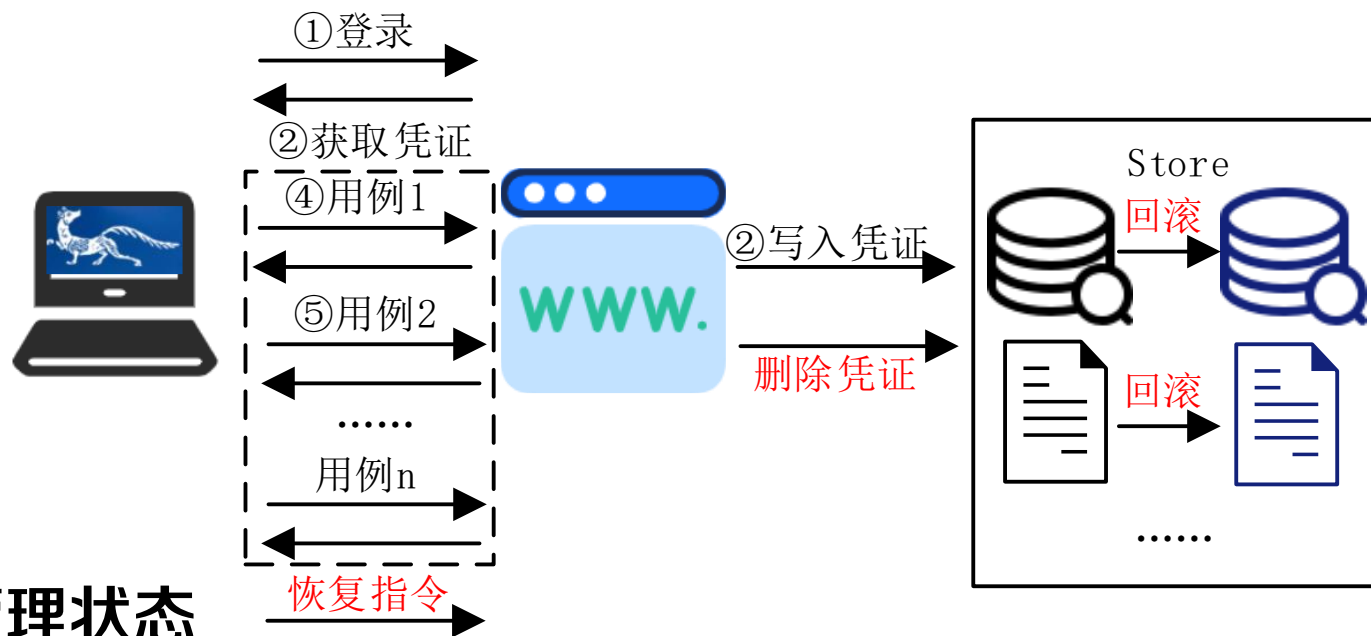 ①登录
②获取凭证
④用例1
⑤用例2
······
用例n
恢复指令
WWW.
②写入凭证
删除凭证
Store
回滚
回滚
······
理状态